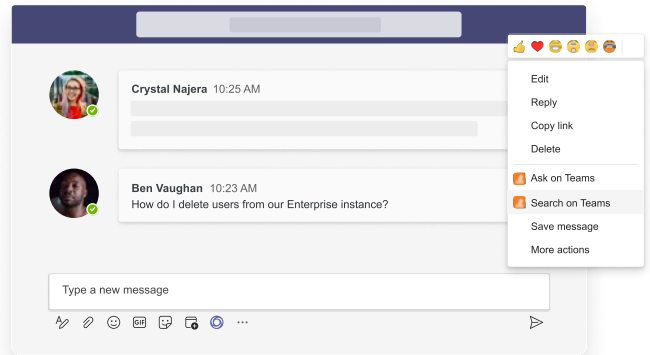 Crystal Najera 10:25 AM
Ben Vaughan 10:23 AM
How do I delete users from our Enterprise instance?
Type a new message
GIF
Edit
Reply
Copy link
Delete
Ask on Teams
Search on Teams
Save message
More actions